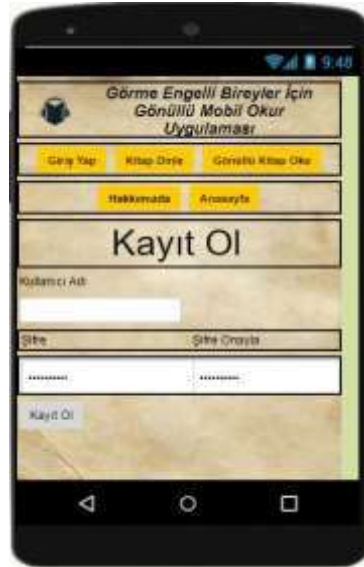 9:48
Görme Engelli Bireyler İçin
Gönüllü Mobil Okur
Uygulaması
Giriş Yap Kitap Dinle Gönüllü Kitap Oku
Hakkımızda Anasayfa
Kayıt Ol
Kullanıcı Adı
Şifre Şifre Onayla
Kayıt Ol